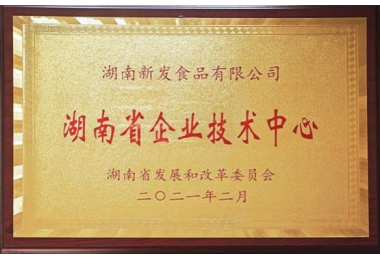 湖南新发食品有限公司
湖南省企业技术中心
湖南省发展和改革委员会
二〇二一年二月